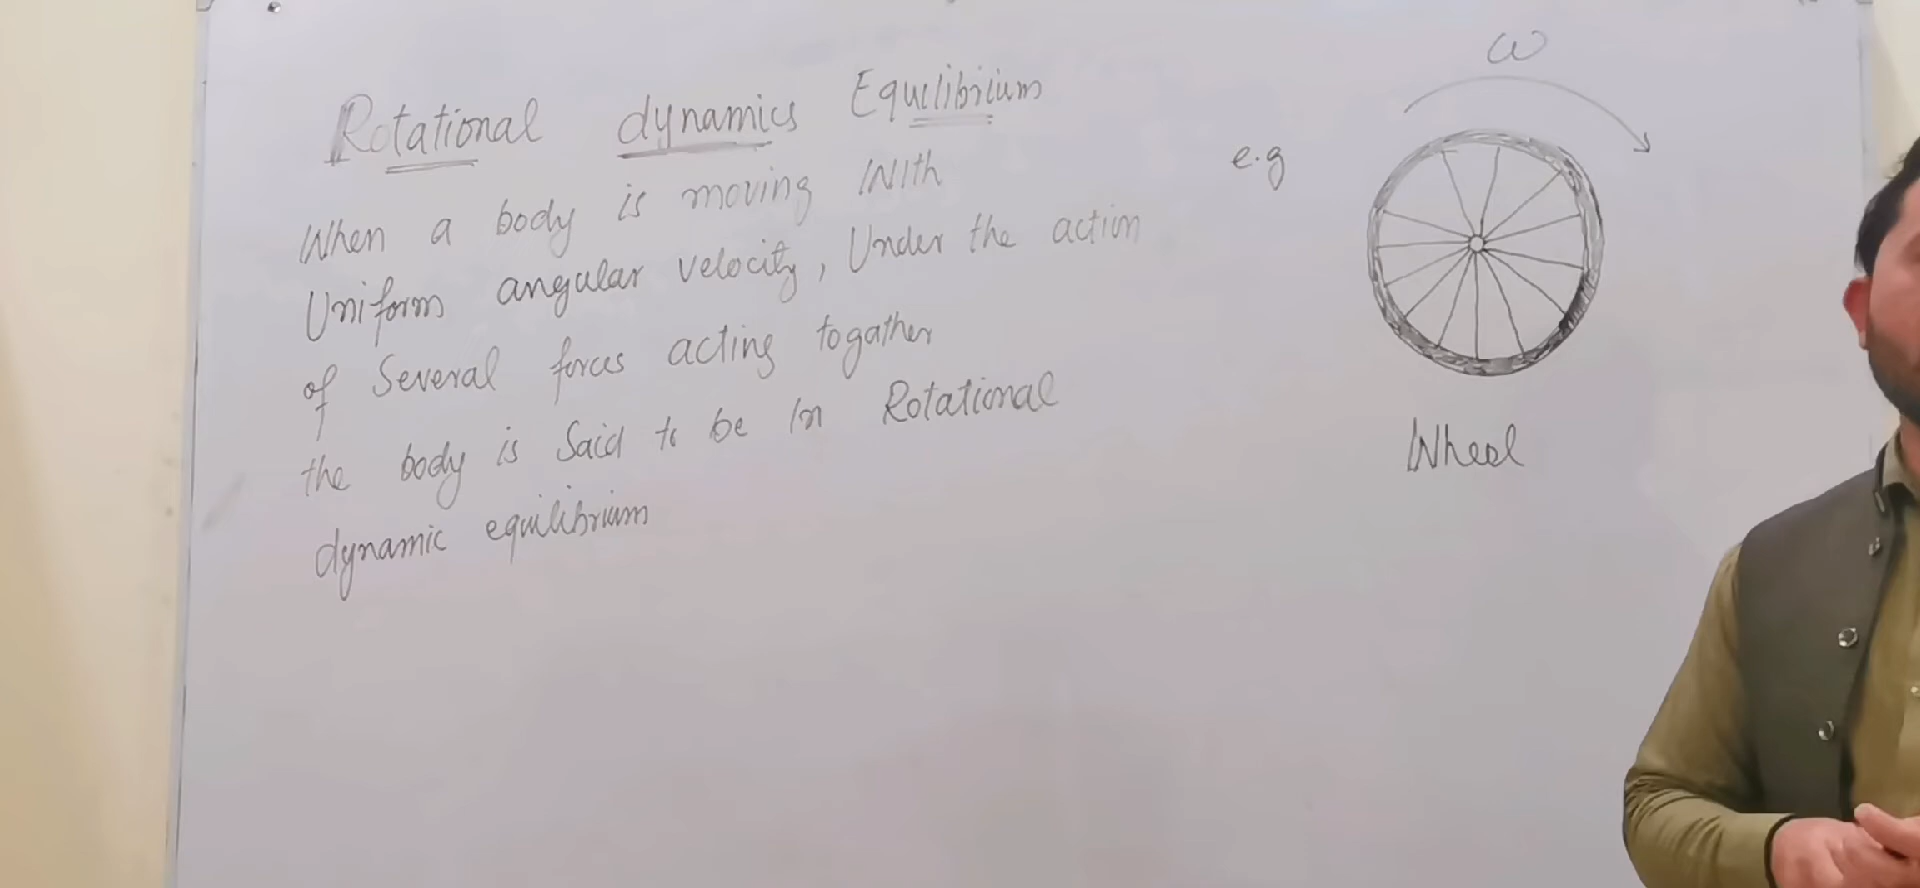 Rotational dynamics Equilibrium
When a body is moving With
Uniform angular velocity, Under the action
of Several forces acting togather
the body is Said to be In Rotational
dynamic equilibrium
e.g
ω
Wheel